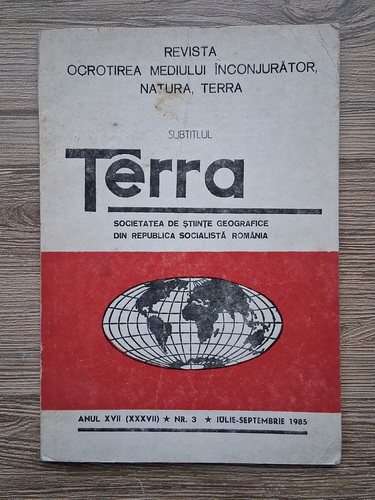 REVISTA
OCROTIREA MEDIULUI ÎNCONJURĂTOR,
NATURA, TERRA
SUBTITLUL
Terra
SOCIETATEA DE ȘTIINȚE GEOGRAFICE
DIN REPUBLICA SOCIALISTĂ ROMÂNIA
ANUL XVII (XXXVII) ★ NR. 3 ★ IULIE-SEPTEMBRIE 1985